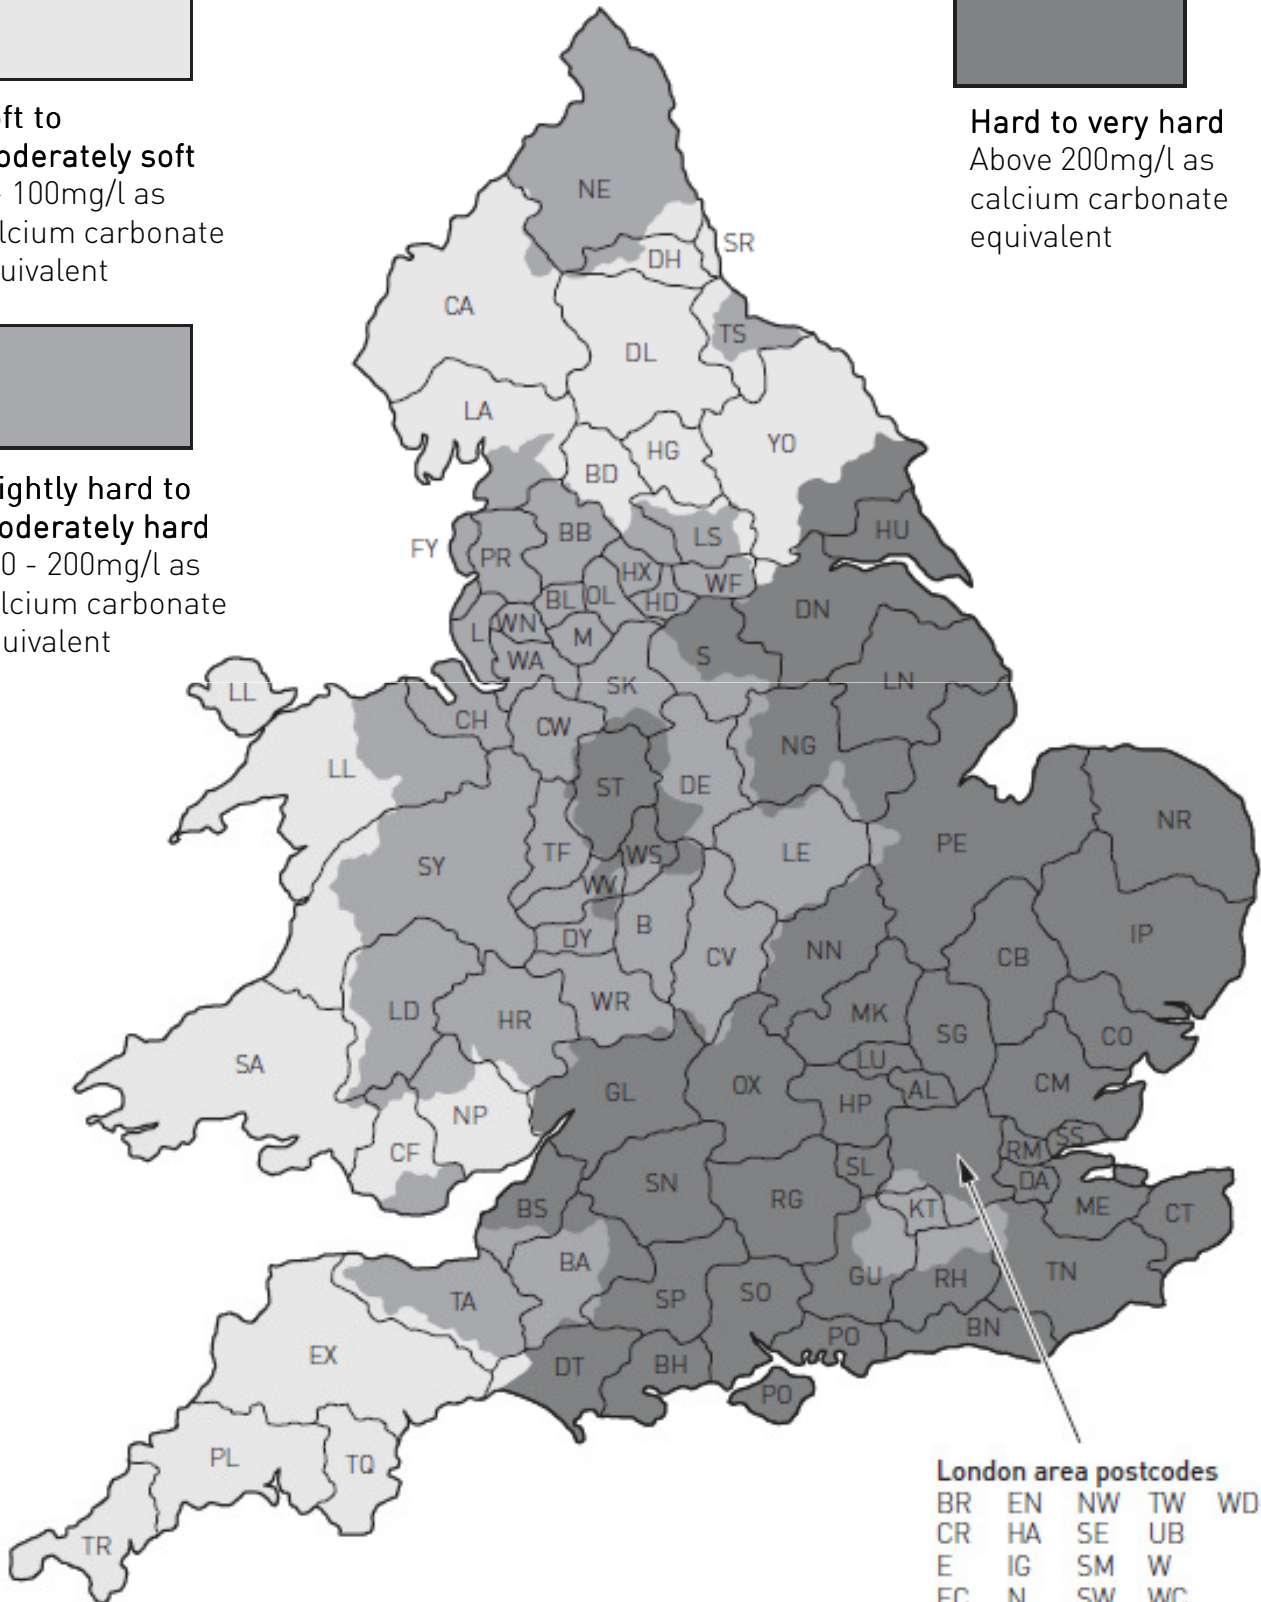 ft to
oderately soft
- 100mg/l as
lcium carbonate
uivalent
Hard to very hard
Above 200mg/l as
calcium carbonate
equivalent
ightly hard to
oderately hard
0 - 200mg/l as
lcium carbonate
uivalent
NE
SR
DH
CA
TS
DL
LA
YO
HG
BD
HU
BB
LS
FY
PR
HX
WF
BL
OL
HD
DN
WN
L
M
S
WA
SK
LN
LL
CH
CW
NG
LL
ST
DE
NR
PE
WS
TF
LE
SY
WV
B
DY
IP
NN
CV
CB
WR
LD
HR
MK
SG
CO
LU
SA
GL
OX
AL
CM
HP
NP
SS
RM
CF
SL
DA
SN
RG
KT
ME
CT
BS
BA
GU
RH
TN
TA
SP
SO
PO
BN
EX
DT
BH
PO
PL
TQ
TR
London area postcodes
BR EN NW TW WD
CR HA SE UB
E IG SM W
EC N SW WC